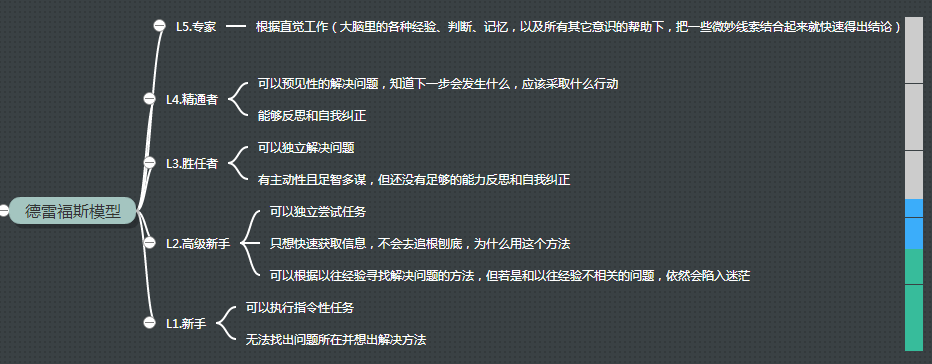 L5.专家
根据直觉工作（大脑里的各种经验、判断、记忆，以及所有其它意识的帮助下，把一些微妙线索结合起来就快速得出结论）
L4.精通者
可以预见性的解决问题，知道下一步会发生什么，应该采取什么行动
能够反思和自我纠正
L3.胜任者
可以独立解决问题
有主动性且足智多谋，但还没有足够的能力反思和自我纠正
德雷福斯模型
L2.高级新手
可以独立尝试任务
只想快速获取信息，不会去追根刨底，为什么用这个方法
可以根据以往经验寻找解决问题的方法，但若是和以往经验不相关的问题，依然会陷入迷茫
L1.新手
可以执行指令性任务
无法找出问题所在并想出解决方法